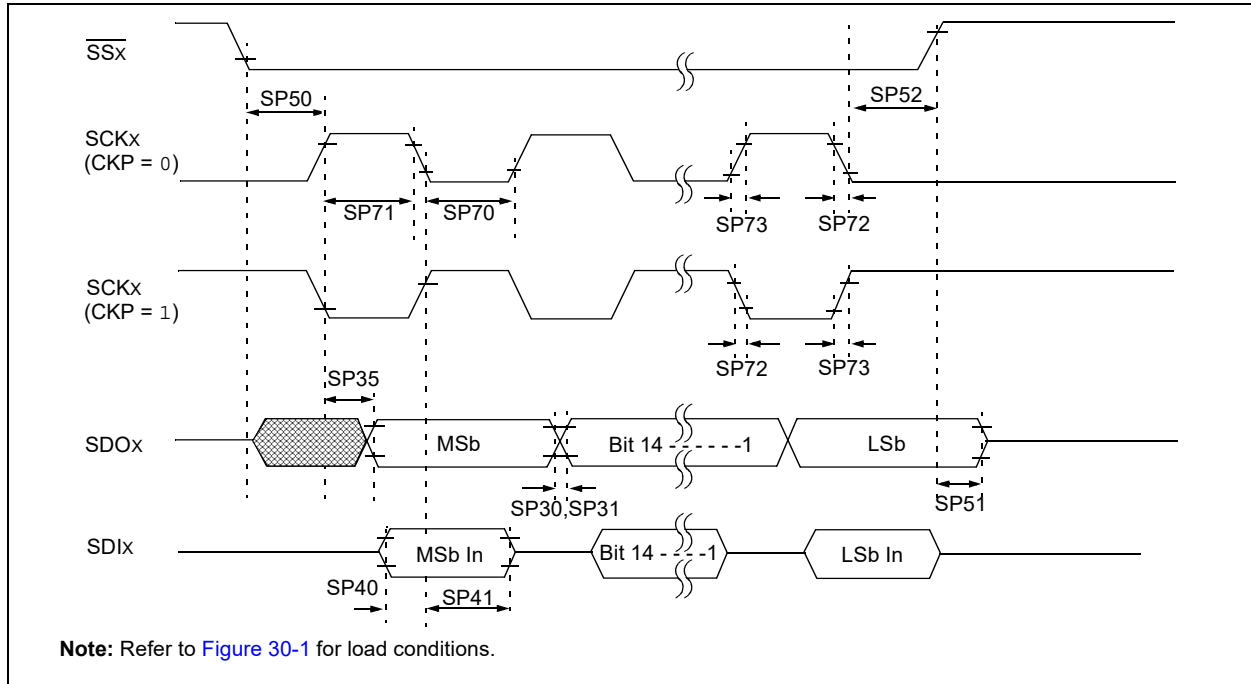 SSx
SP50
SP52
SCKx
(CKP = 0)
SP71
SP70
SP73
SP72
SCKx
(CKP = 1)
SP72
SP73
SP35
SDOx
MSb
Bit 14 - - - - - -1
LSb
SP30,SP31
SP51
SDIx
MSb In
Bit 14 - - - -1
LSb In
SP40
SP41
Note: Refer to Figure 30-1 for load conditions.